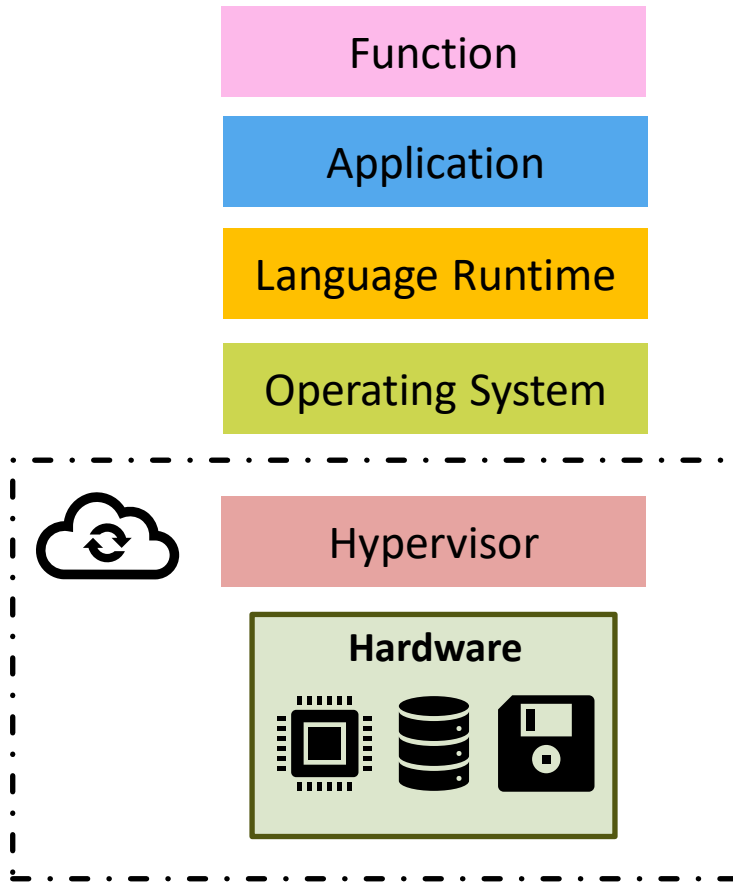 Function
Application
Language Runtime
Operating System
Hypervisor
Hardware